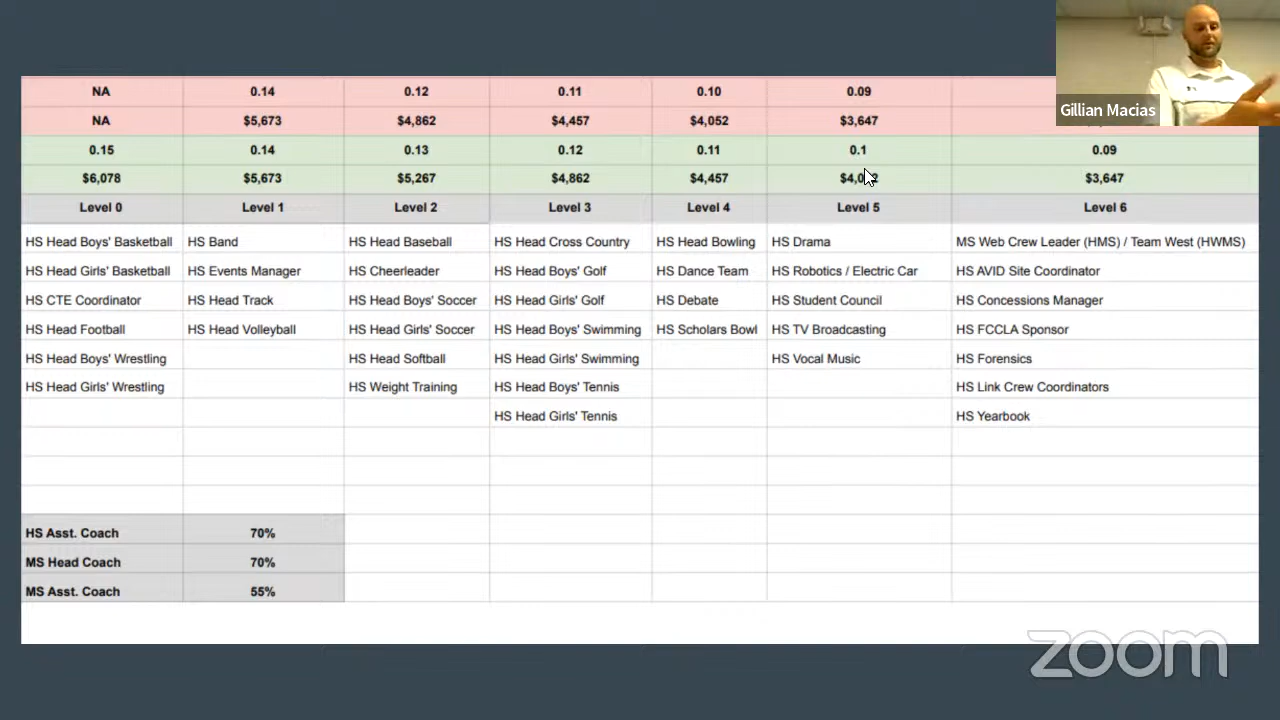 Gillian Macias
NA 0.14 0.12 0.11 0.10 0.09
NA $5,673 $4,862 $4,457 $4,052 $3,647
0.15 0.14 0.13 0.12 0.11 0.1 0.09
$6,078 $5,673 $5,267 $4,862 $4,457 $3,647
Level 0 Level 1 Level 2 Level 3 Level 4 Level 5 Level 6
HS Head Boys' Basketball HS Band HS Head Baseball HS Head Cross Country HS Head Bowling HS Drama MS Web Crew Leader (HMS) / Team West (HWMS)
HS Head Girls' Basketball HS Events Manager HS Cheerleader HS Head Boys' Golf HS Dance Team HS Robotics / Electric Car HS AVID Site Coordinator
HS CTE Coordinator HS Head Track HS Head Boys' Soccer HS Head Girls' Golf HS Debate HS Student Council HS Concessions Manager
HS Head Football HS Head Volleyball HS Head Girls' Soccer HS Head Boys' Swimming HS Scholars Bowl HS TV Broadcasting HS FCCLA Sponsor
HS Head Boys' Wrestling HS Head Softball HS Head Girls' Swimming HS Vocal Music HS Forensics
HS Head Girls' Wrestling HS Weight Training HS Head Boys' Tennis HS Link Crew Coordinators
HS Head Girls' Tennis HS Yearbook
HS Asst. Coach 70%
MS Head Coach 70%
MS Asst. Coach 55%
zoom